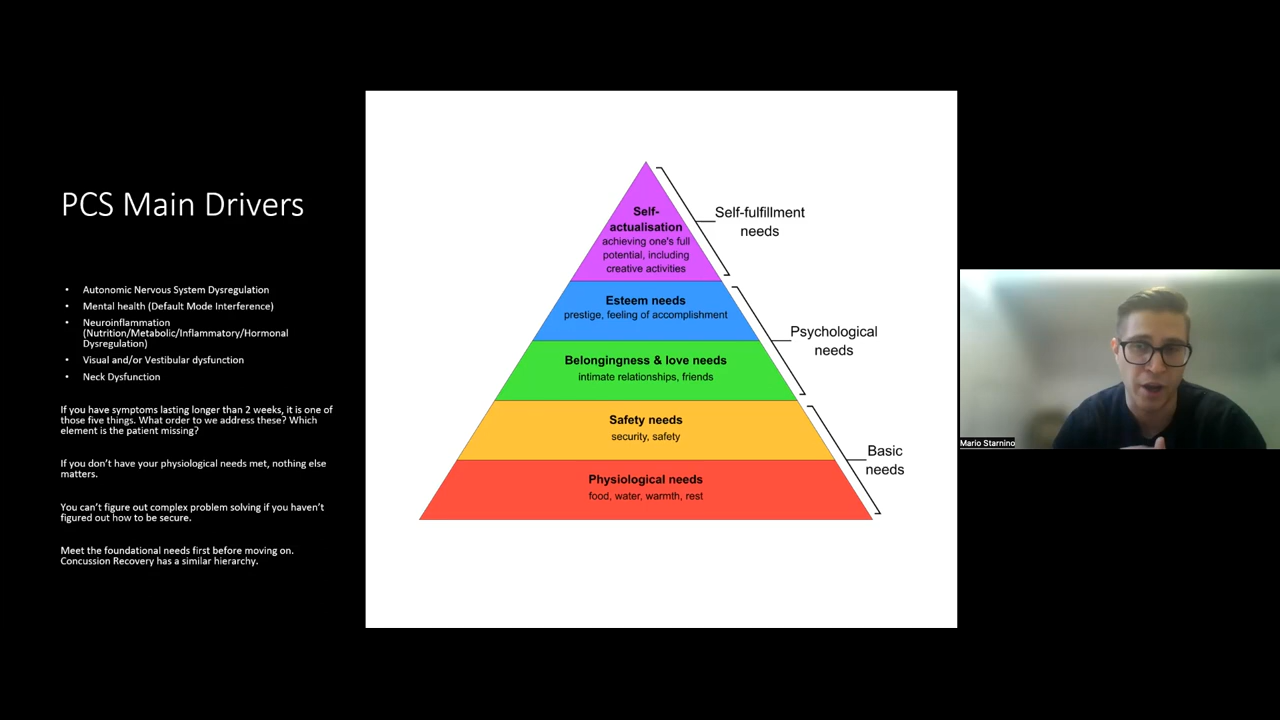 PCS Main Drivers
• Autonomic Nervous System Dysregulation
• Mental health (Default Mode Interference)
• Neuroinflammation
(Nutrition/Metabolic/Inflammatory/Hormonal
Dysregulation)
• Visual and/or Vestibular dysfunction
• Neck Dysfunction
If you have symptoms lasting longer than 2 weeks, it is one of
those five things. What order to we address these? Which
element is the patient missing?
If you don't have your physiological needs met, nothing else
matters.
You can't figure out complex problem solving if you haven't
figured out how to be secure.
Meet the foundational needs first before moving on.
Concussion Recovery has a similar hierarchy.
Self-
actualisation
achieving one's full
potential, including
creative activities
Self-fulfillment
needs
Esteem needs
prestige, feeling of accomplishment
Belongingness & love needs
intimate relationships, friends
Psychological
needs
Safety needs
security, safety
Physiological needs
food, water, warmth, rest
Basic
needs
Mario Starnino